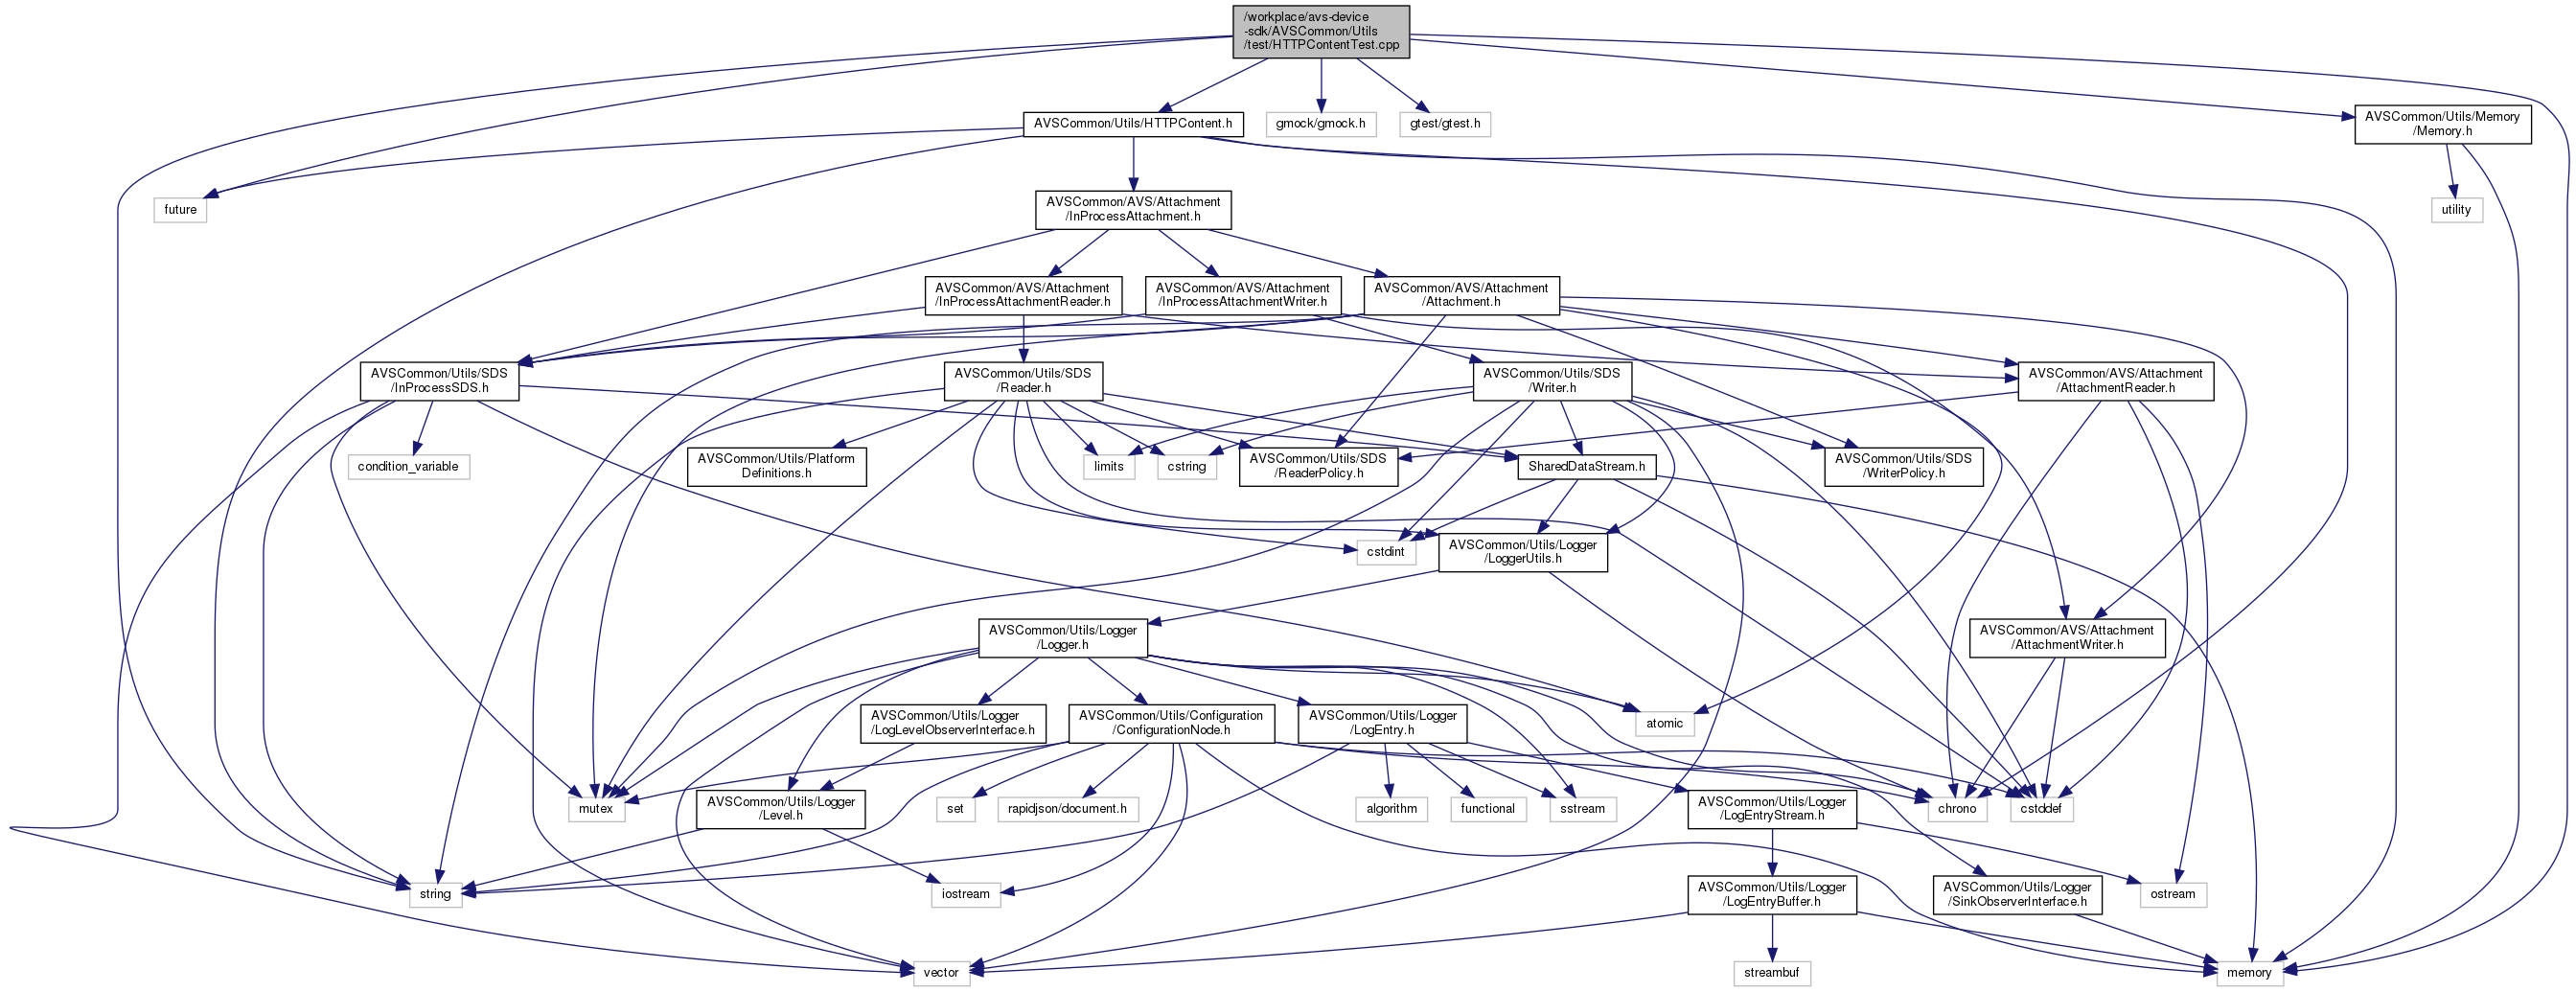 /workplace/avs-device
-sdk/AVSCommon/Utils
/test/HTTPContentTest.cpp
AVSCommon/Utils/HTTPContent.h
gmock/gmock.h
gtest/gtest.h
AVSCommon/Utils/Memory
/Memory.h
future
AVSCommon/AVS/Attachment
/InProcessAttachment.h
utility
AVSCommon/AVS/Attachment
/InProcessAttachmentReader.h
AVSCommon/AVS/Attachment
/InProcessAttachmentWriter.h
AVSCommon/AVS/Attachment
/Attachment.h
AVSCommon/Utils/SDS
/InProcessSDS.h
AVSCommon/Utils/SDS
/Reader.h
AVSCommon/Utils/SDS
/Writer.h
AVSCommon/AVS/Attachment
/AttachmentReader.h
condition_variable
AVSCommon/Utils/Platform
Definitions.h
limits
cstring
AVSCommon/Utils/SDS
/ReaderPolicy.h
SharedDataStream.h
AVSCommon/Utils/SDS
/WriterPolicy.h
cstdint
AVSCommon/Utils/Logger
/LoggerUtils.h
AVSCommon/Utils/Logger
/Logger.h
AVSCommon/AVS/Attachment
/AttachmentWriter.h
AVSCommon/Utils/Logger
/LogLevelObserverInterface.h
AVSCommon/Utils/Configuration
/ConfigurationNode.h
AVSCommon/Utils/Logger
/LogEntry.h
atomic
mutex
AVSCommon/Utils/Logger
/Level.h
set
rapidjson/document.h
algorithm
functional
sstream
AVSCommon/Utils/Logger
/LogEntryStream.h
chrono
cstddef
string
iostream
AVSCommon/Utils/Logger
/LogEntryBuffer.h
AVSCommon/Utils/Logger
/SinkObserverInterface.h
ostream
vector
streambuf
memory